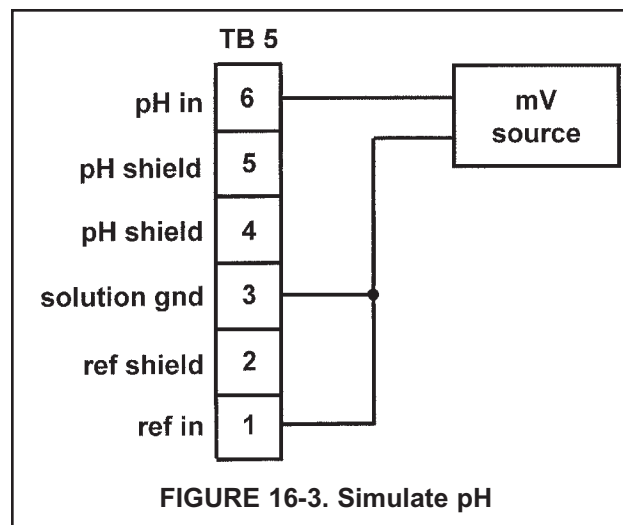 TB 5
pH in 6
mV
source
pH shield 5
pH shield 4
solution gnd 3
ref shield 2
ref in 1
FIGURE 16-3. Simulate pH